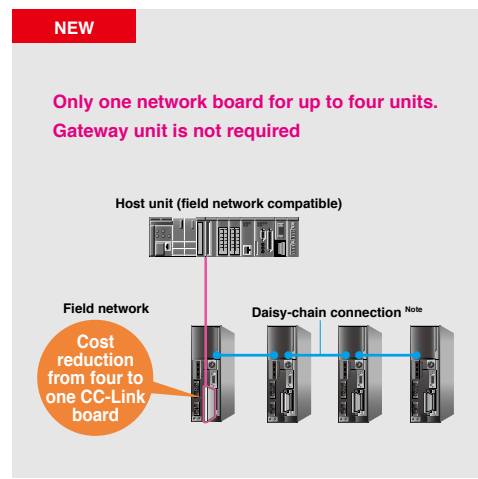 NEW
Only one network board for up to four units.
Gateway unit is not required
Host unit (field network compatible)
Field network
Daisy-chain connection Note
Cost
reduction
from four to
one CC-Link
board